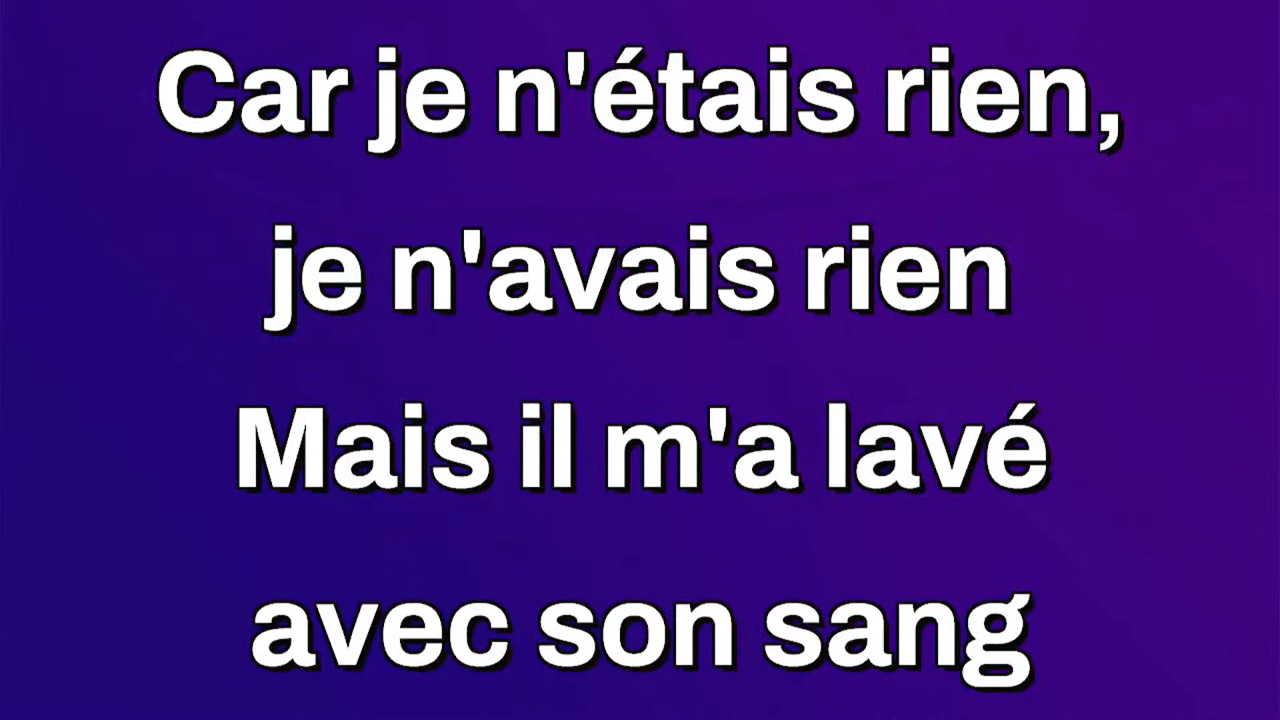 Car je n'étais rien,
je n'avais rien
Mais il m'a lavé
avec son sang